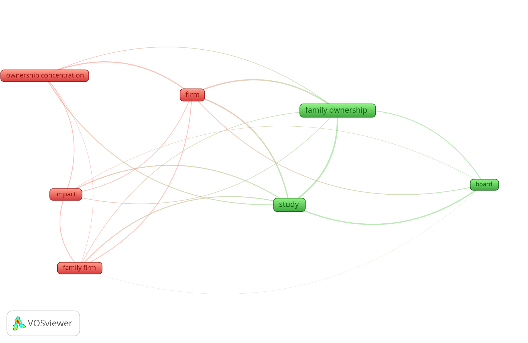 ownership concentration
firm
family ownership
impact
board
study
family firm
VOSviewer